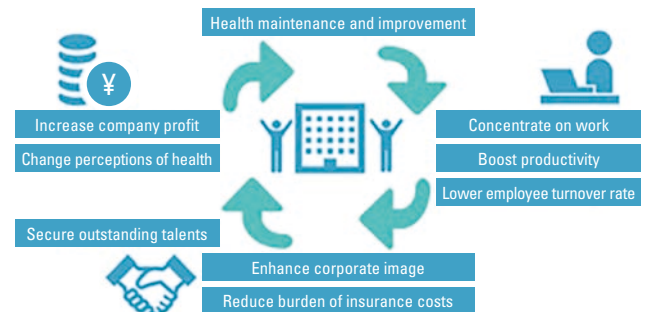 Health maintenance and improvement
¥
Increase company profit
Change perceptions of health
Concentrate on work
Boost productivity
Lower employee turnover rate
Secure outstanding talents
Enhance corporate image
Reduce burden of insurance costs